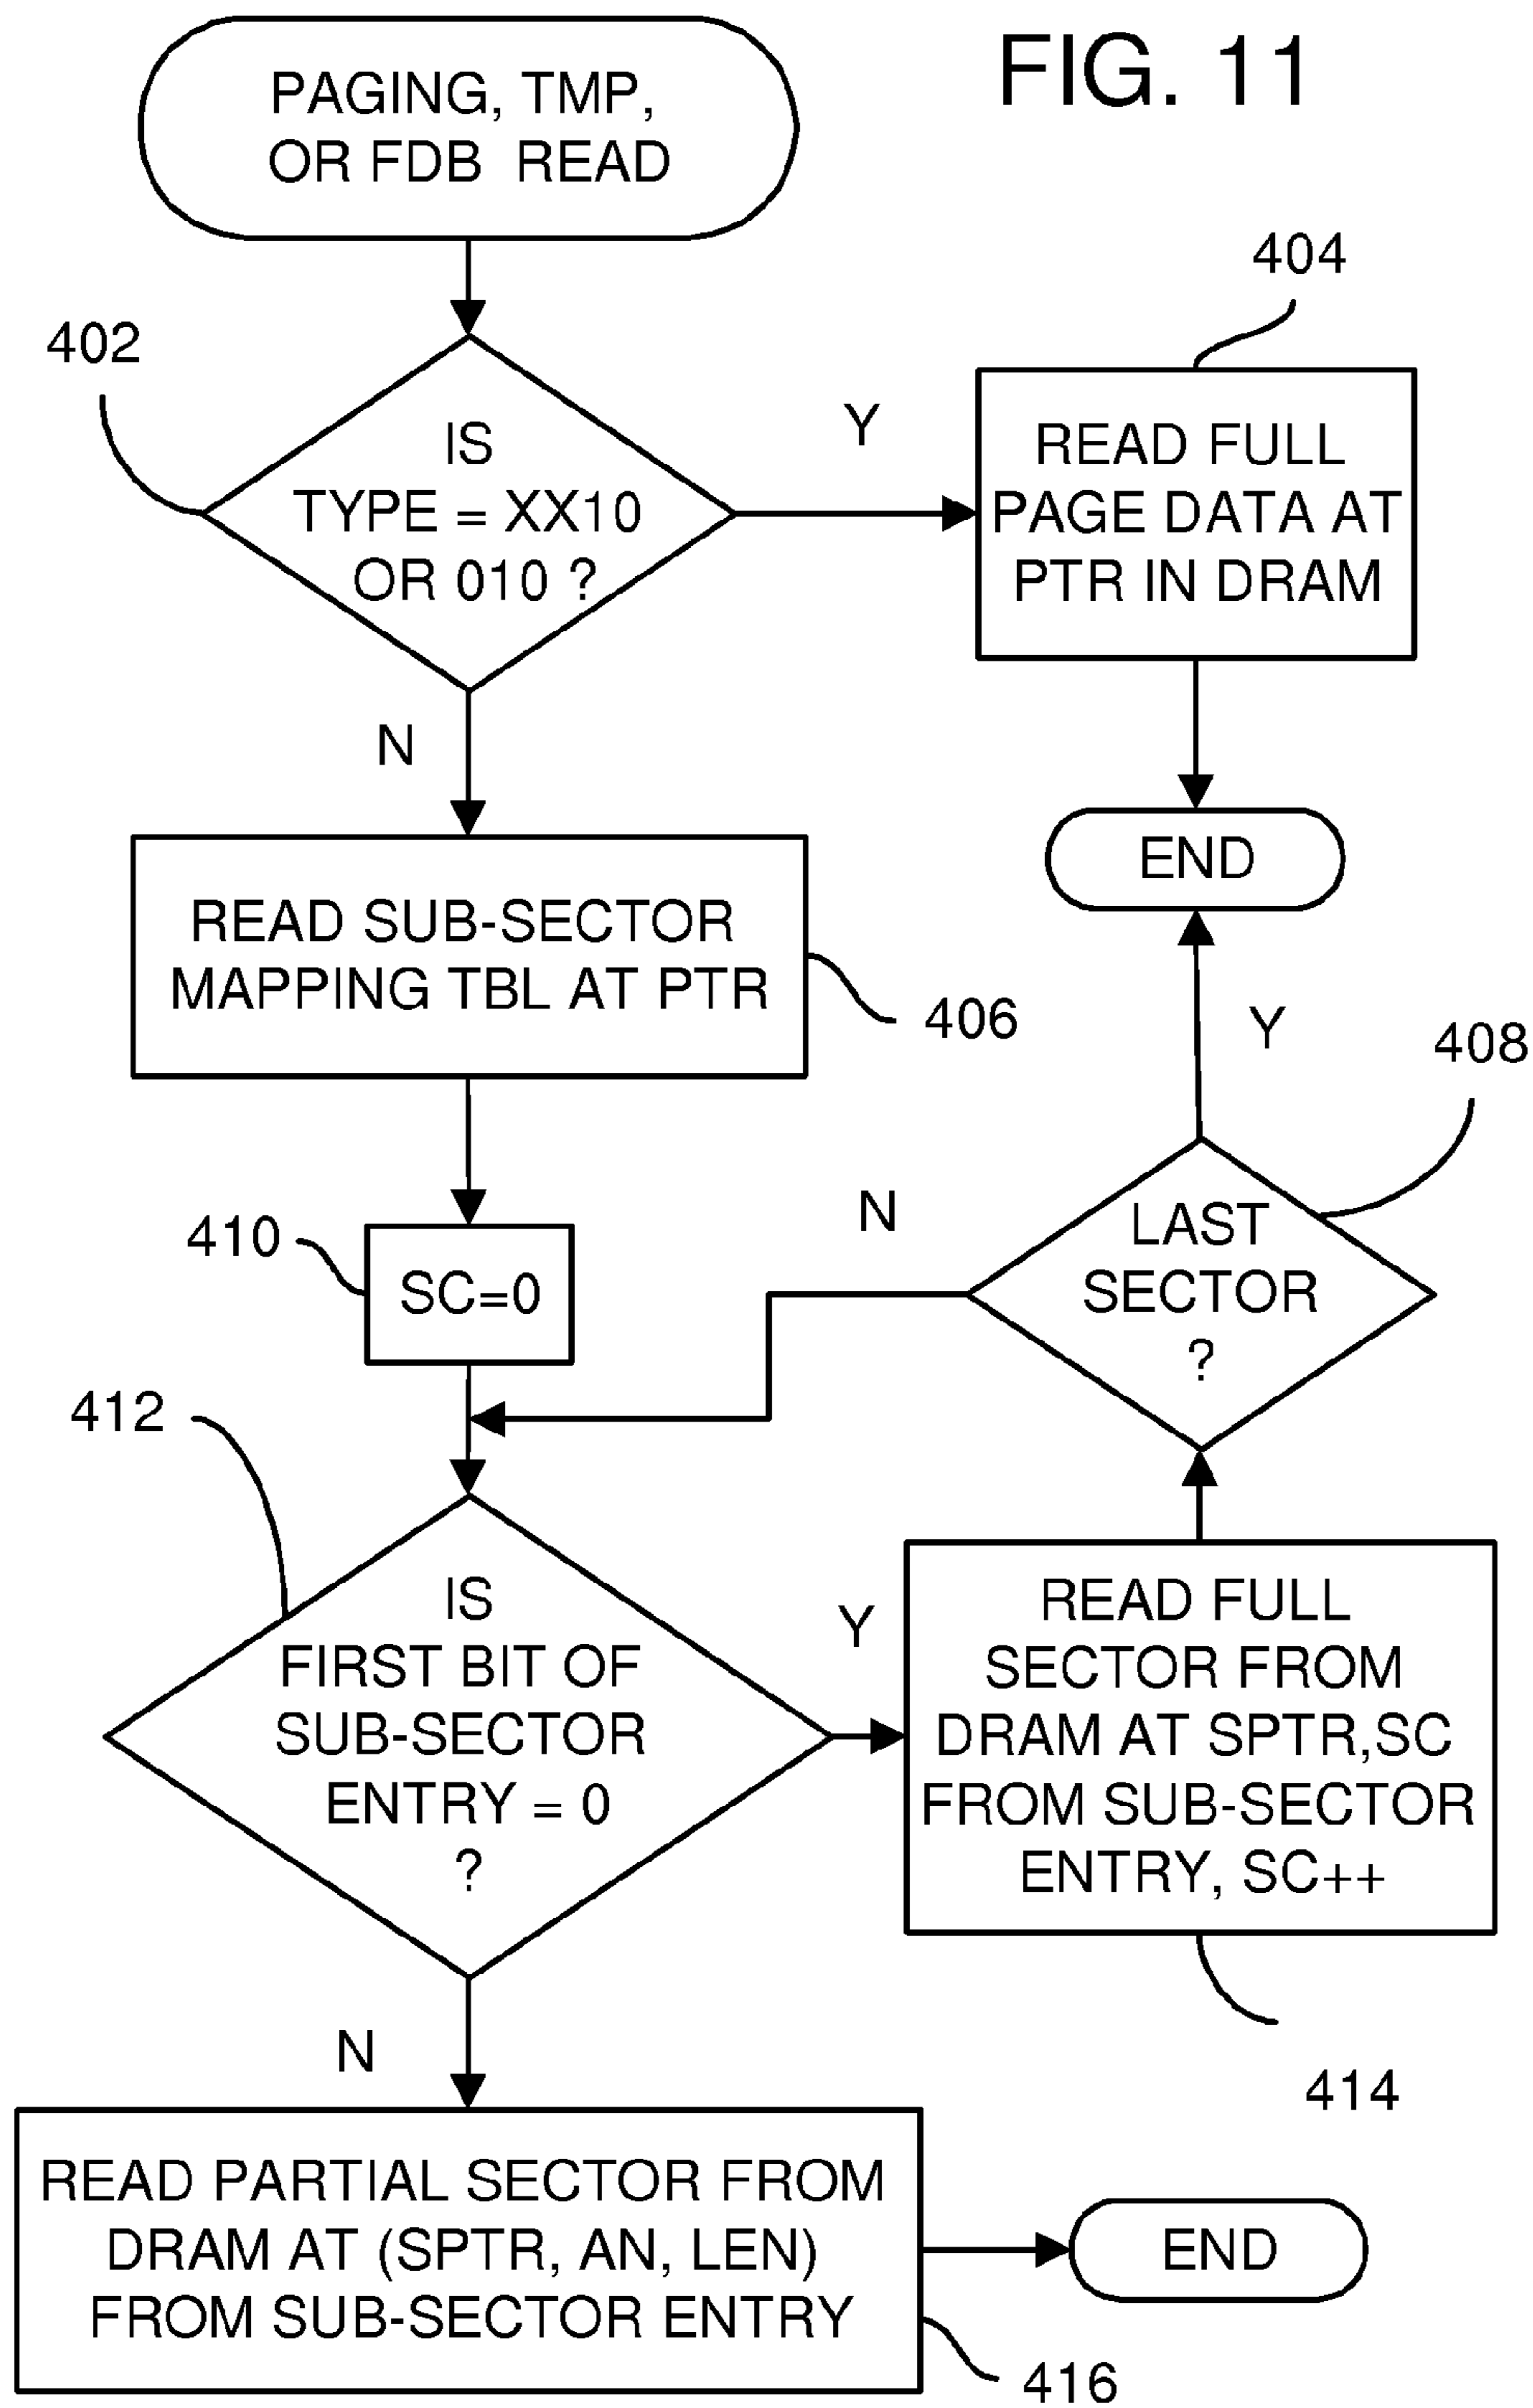 FIG. 11
PAGING, TMP,
OR FDB READ
404
402
IS
TYPE = XX10
OR 010 ?
Y
READ FULL
PAGE DATA AT
PTR IN DRAM
N
END
READ SUB-SECTOR
MAPPING TBL AT PTR
406
Y
408
410
SC=0
N
LAST
SECTOR
?
412
IS
FIRST BIT OF
SUB-SECTOR
ENTRY = 0
?
Y
READ FULL
SECTOR FROM
DRAM AT SPTR,SC
FROM SUB-SECTOR
ENTRY, SC++
N
414
READ PARTIAL SECTOR FROM
DRAM AT (SPTR, AN, LEN)
FROM SUB-SECTOR ENTRY
END
416